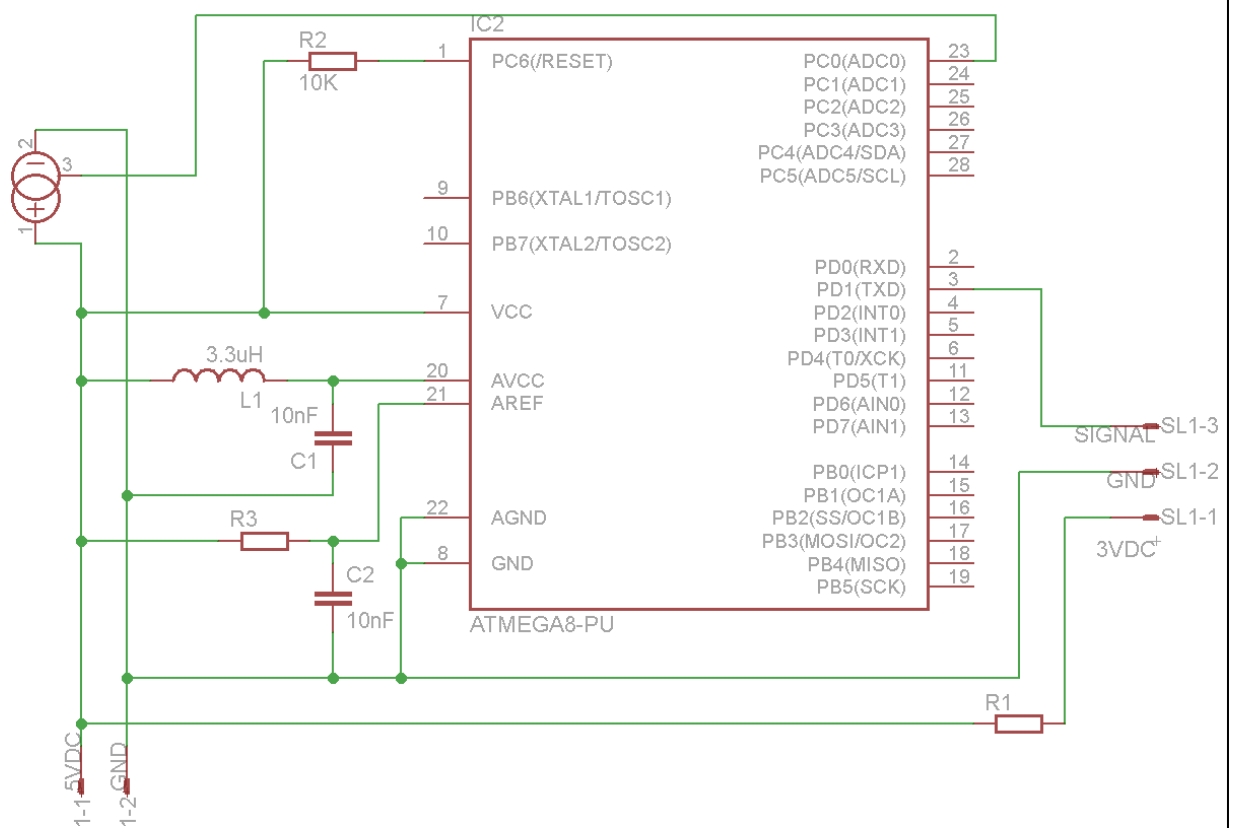 IC2
R2
10K
1
PC6(/RESET)
PC0(ADC0)
23
PC1(ADC1)
24
PC2(ADC2)
25
PC3(ADC3)
26
PC4(ADC4/SDA)
27
PC5(ADC5/SCL)
28
2
−
3
+
1
9
PB6(XTAL1/TOSC1)
10
PB7(XTAL2/TOSC2)
PD0(RXD)
2
PD1(TXD)
3
7
VCC
PD2(INT0)
4
PD3(INT1)
5
PD4(T0/XCK)
6
3.3uH
L1
20
AVCC
PD5(T1)
11
21
AREF
PD6(AIN0)
12
PD7(AIN1)
13
10nF
C1
SIGNAL
SL1-3
PB0(ICP1)
14
GND
SL1-2
PB1(OC1A)
15
22
AGND
PB2(SS/OC1B)
16
SL1-1
R3
PB3(MOSI/OC2)
17
3VDC
8
GND
PB4(MISO)
18
C2
PB5(SCK)
19
10nF
ATMEGA8-PU
R1
5VDC
GND
1-1
1-2